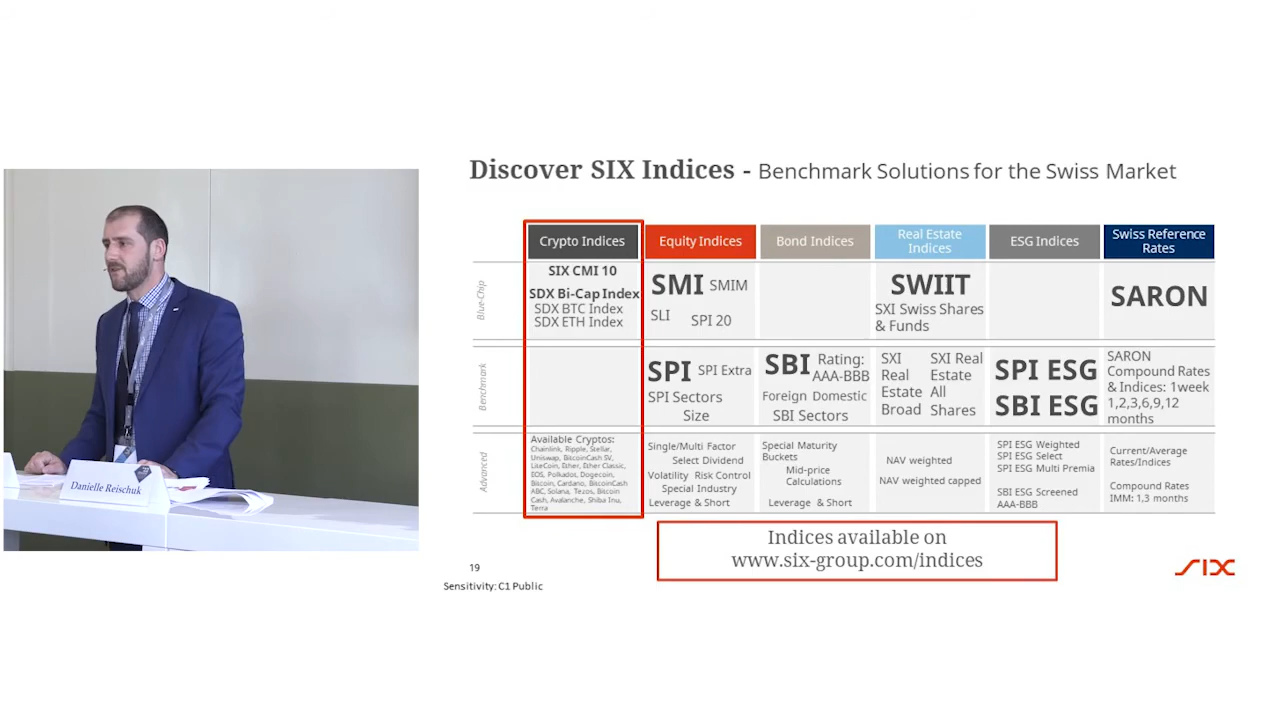 Discover SIX Indices - Benchmark Solutions for the Swiss Market
Crypto Indices
Equity Indices
Bond Indices
Real Estate
Indices
ESG Indices
Swiss Reference
Rates
Blue-Chip
SIX CMI 10
SDX Bi-Cap Index
SDX BTC Index
SDX ETH Index
SMI SMIM
SLI SPI 20
SWIIT
SXI Swiss Shares
& Funds
SARON
Benchmark
SPI SPI Extra
SPI Sectors
Size
SBI Rating:
AAA-BBB
Foreign Domestic
SBI Sectors
SXI
Real
Estate
Broad
SXI Real
Estate
All
Shares
SPI ESG
SBI ESG
SARON
Compound Rates
& Indices: 1week
1,2,3,6,9,12
months
Advanced
Available Cryptos:
Chainlink, Ripple, Stellar,
Uniswap, BitcoinCash SV,
LiteCoin, Ether, Ether Classic,
EOS, Polkados, Dogecoin,
Bitcoin, Cardano, BitcoinCash
ABC, Solana, Tezos, Bitcoin
Cash, Avalanche, Shiba Inu,
Terra
Single/Multi Factor
Select Dividend
Volatility Risk Control
Special Industry
Leverage & Short
Special Maturity
Buckets
Mid-price
Calculations
Leverage & Short
NAV weighted
NAV weighted capped
SPI ESG Weighted
SPI ESG Select
SPI ESG Multi Premia
SBI ESG Screened
AAA-BBB
Current/Average
Rates/Indices
Compound Rates
IMM: 1,3 months
Indices available on
www.six-group.com/indices
19
Sensitivity: C1 Public
SIX
Danielle Reischuk